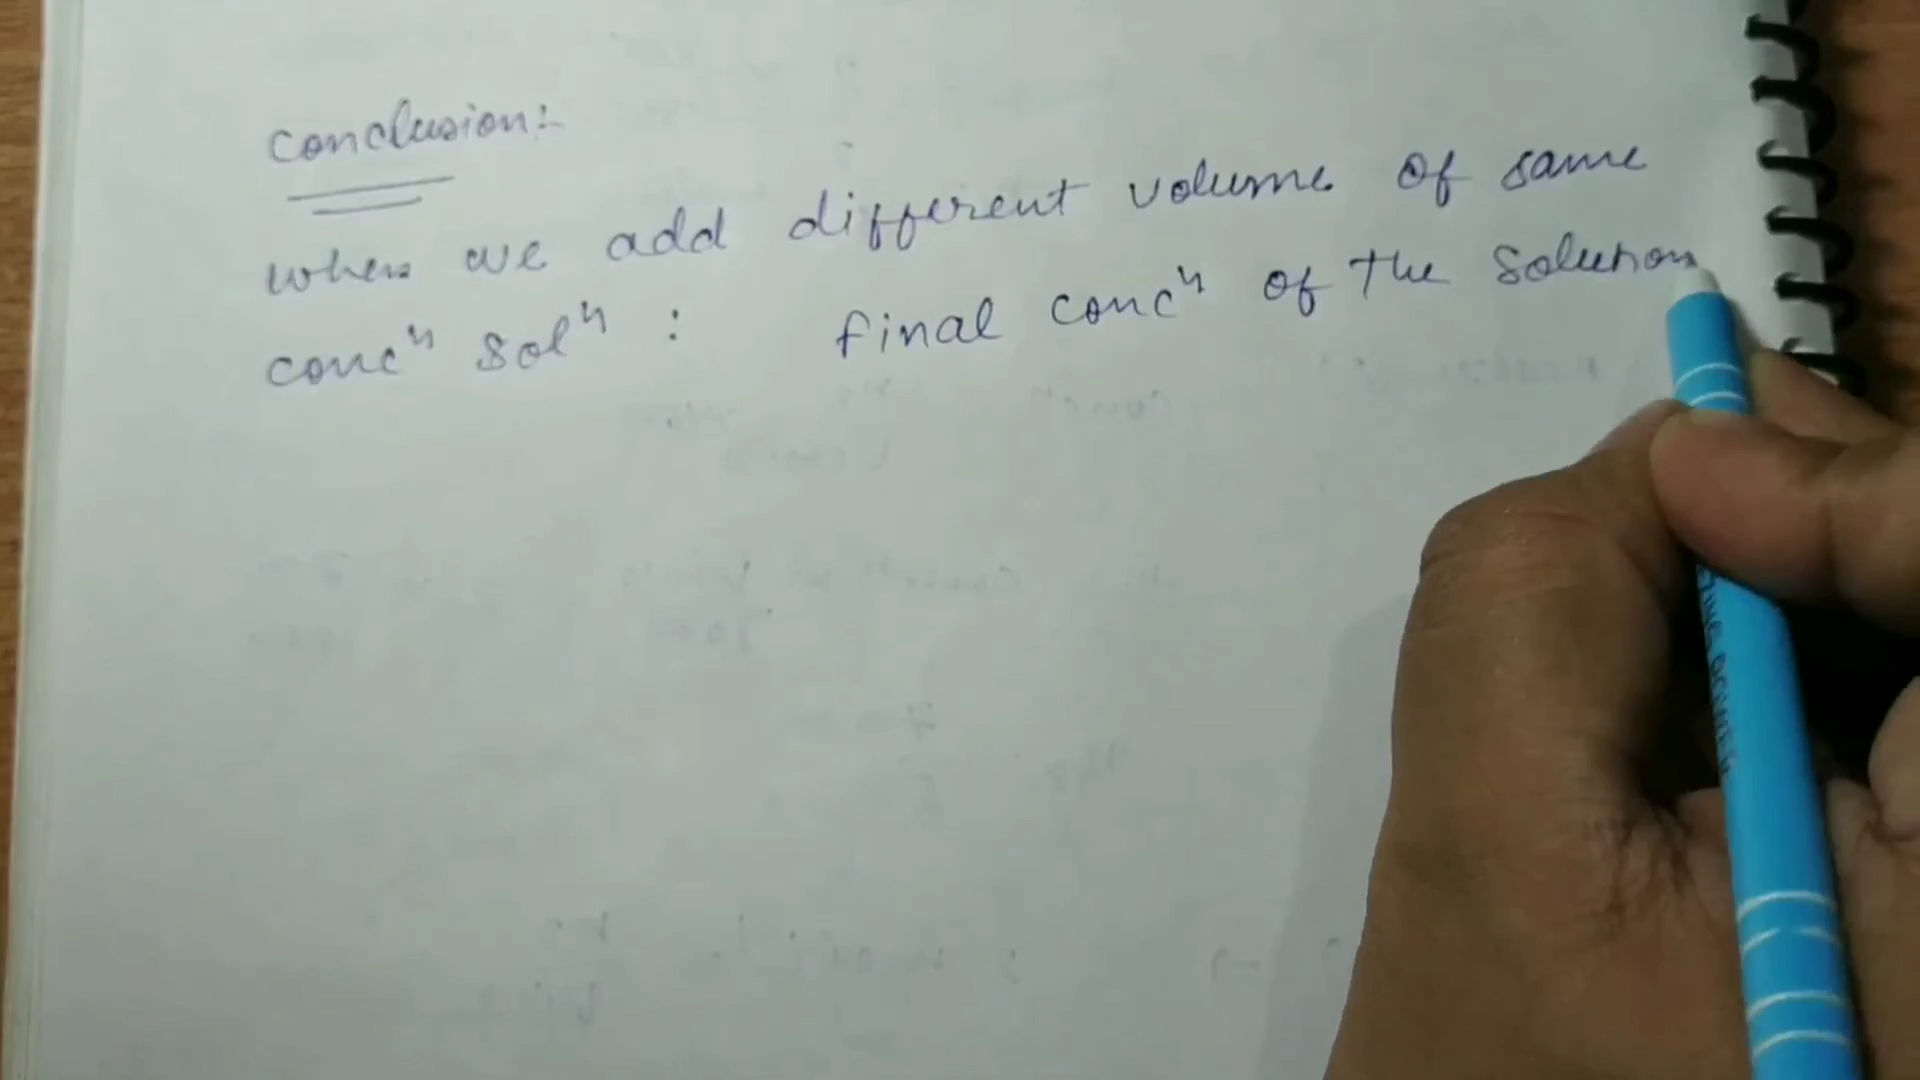 Conclusion:-
when we add different volume of same
concⁿ solⁿ : final concⁿ of the solution